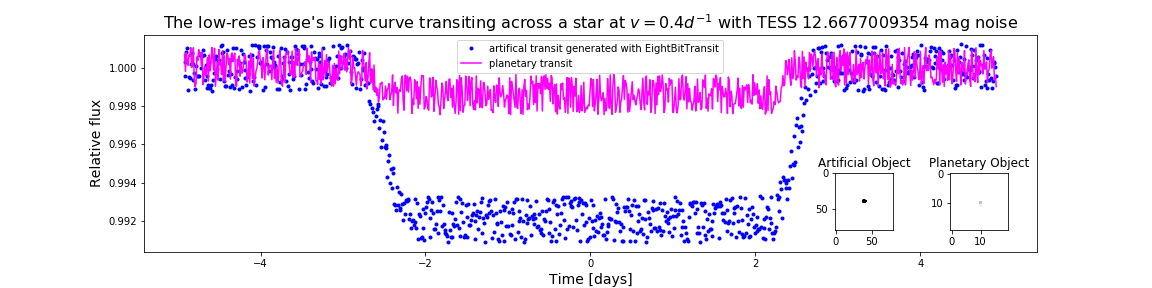 The low-res image's light curve transiting across a star at v = 0.4d⁻¹ with TESS 12.6677009354 mag noise
artifical transit generated with EightBitTransit
planetary transit
Relative flux
1.000
0.998
0.996
0.994
0.992
Artificial Object
0
50
0 50
Planetary Object
0
10
0 10
−4 −2 0 2 4
Time [days]